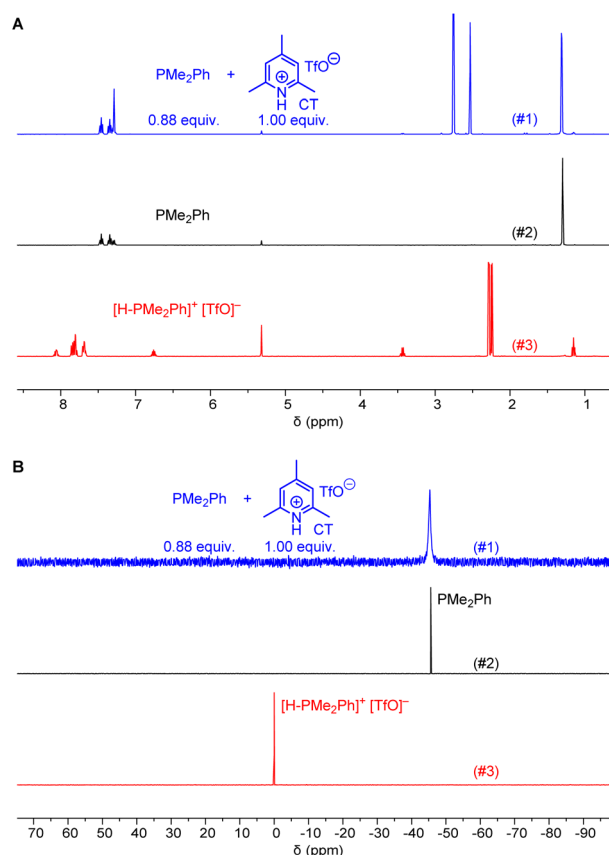 A
PMe₂Ph + TfO⊖
⊕
N
H CT
0.88 equiv. 1.00 equiv.
(#1)
PMe₂Ph
(#2)
[H-PMe₂Ph]⁺ [TfO]⁻
(#3)
8 7 6 5 4 3 2 1
δ (ppm)
B
PMe₂Ph + TfO⊖
⊕
N
H CT
0.88 equiv. 1.00 equiv.
(#1)
PMe₂Ph
(#2)
[H-PMe₂Ph]⁺ [TfO]⁻
(#3)
70 60 50 40 30 20 10 0 -10 -20 -30 -40 -50 -60 -70 -80 -90
δ (ppm)